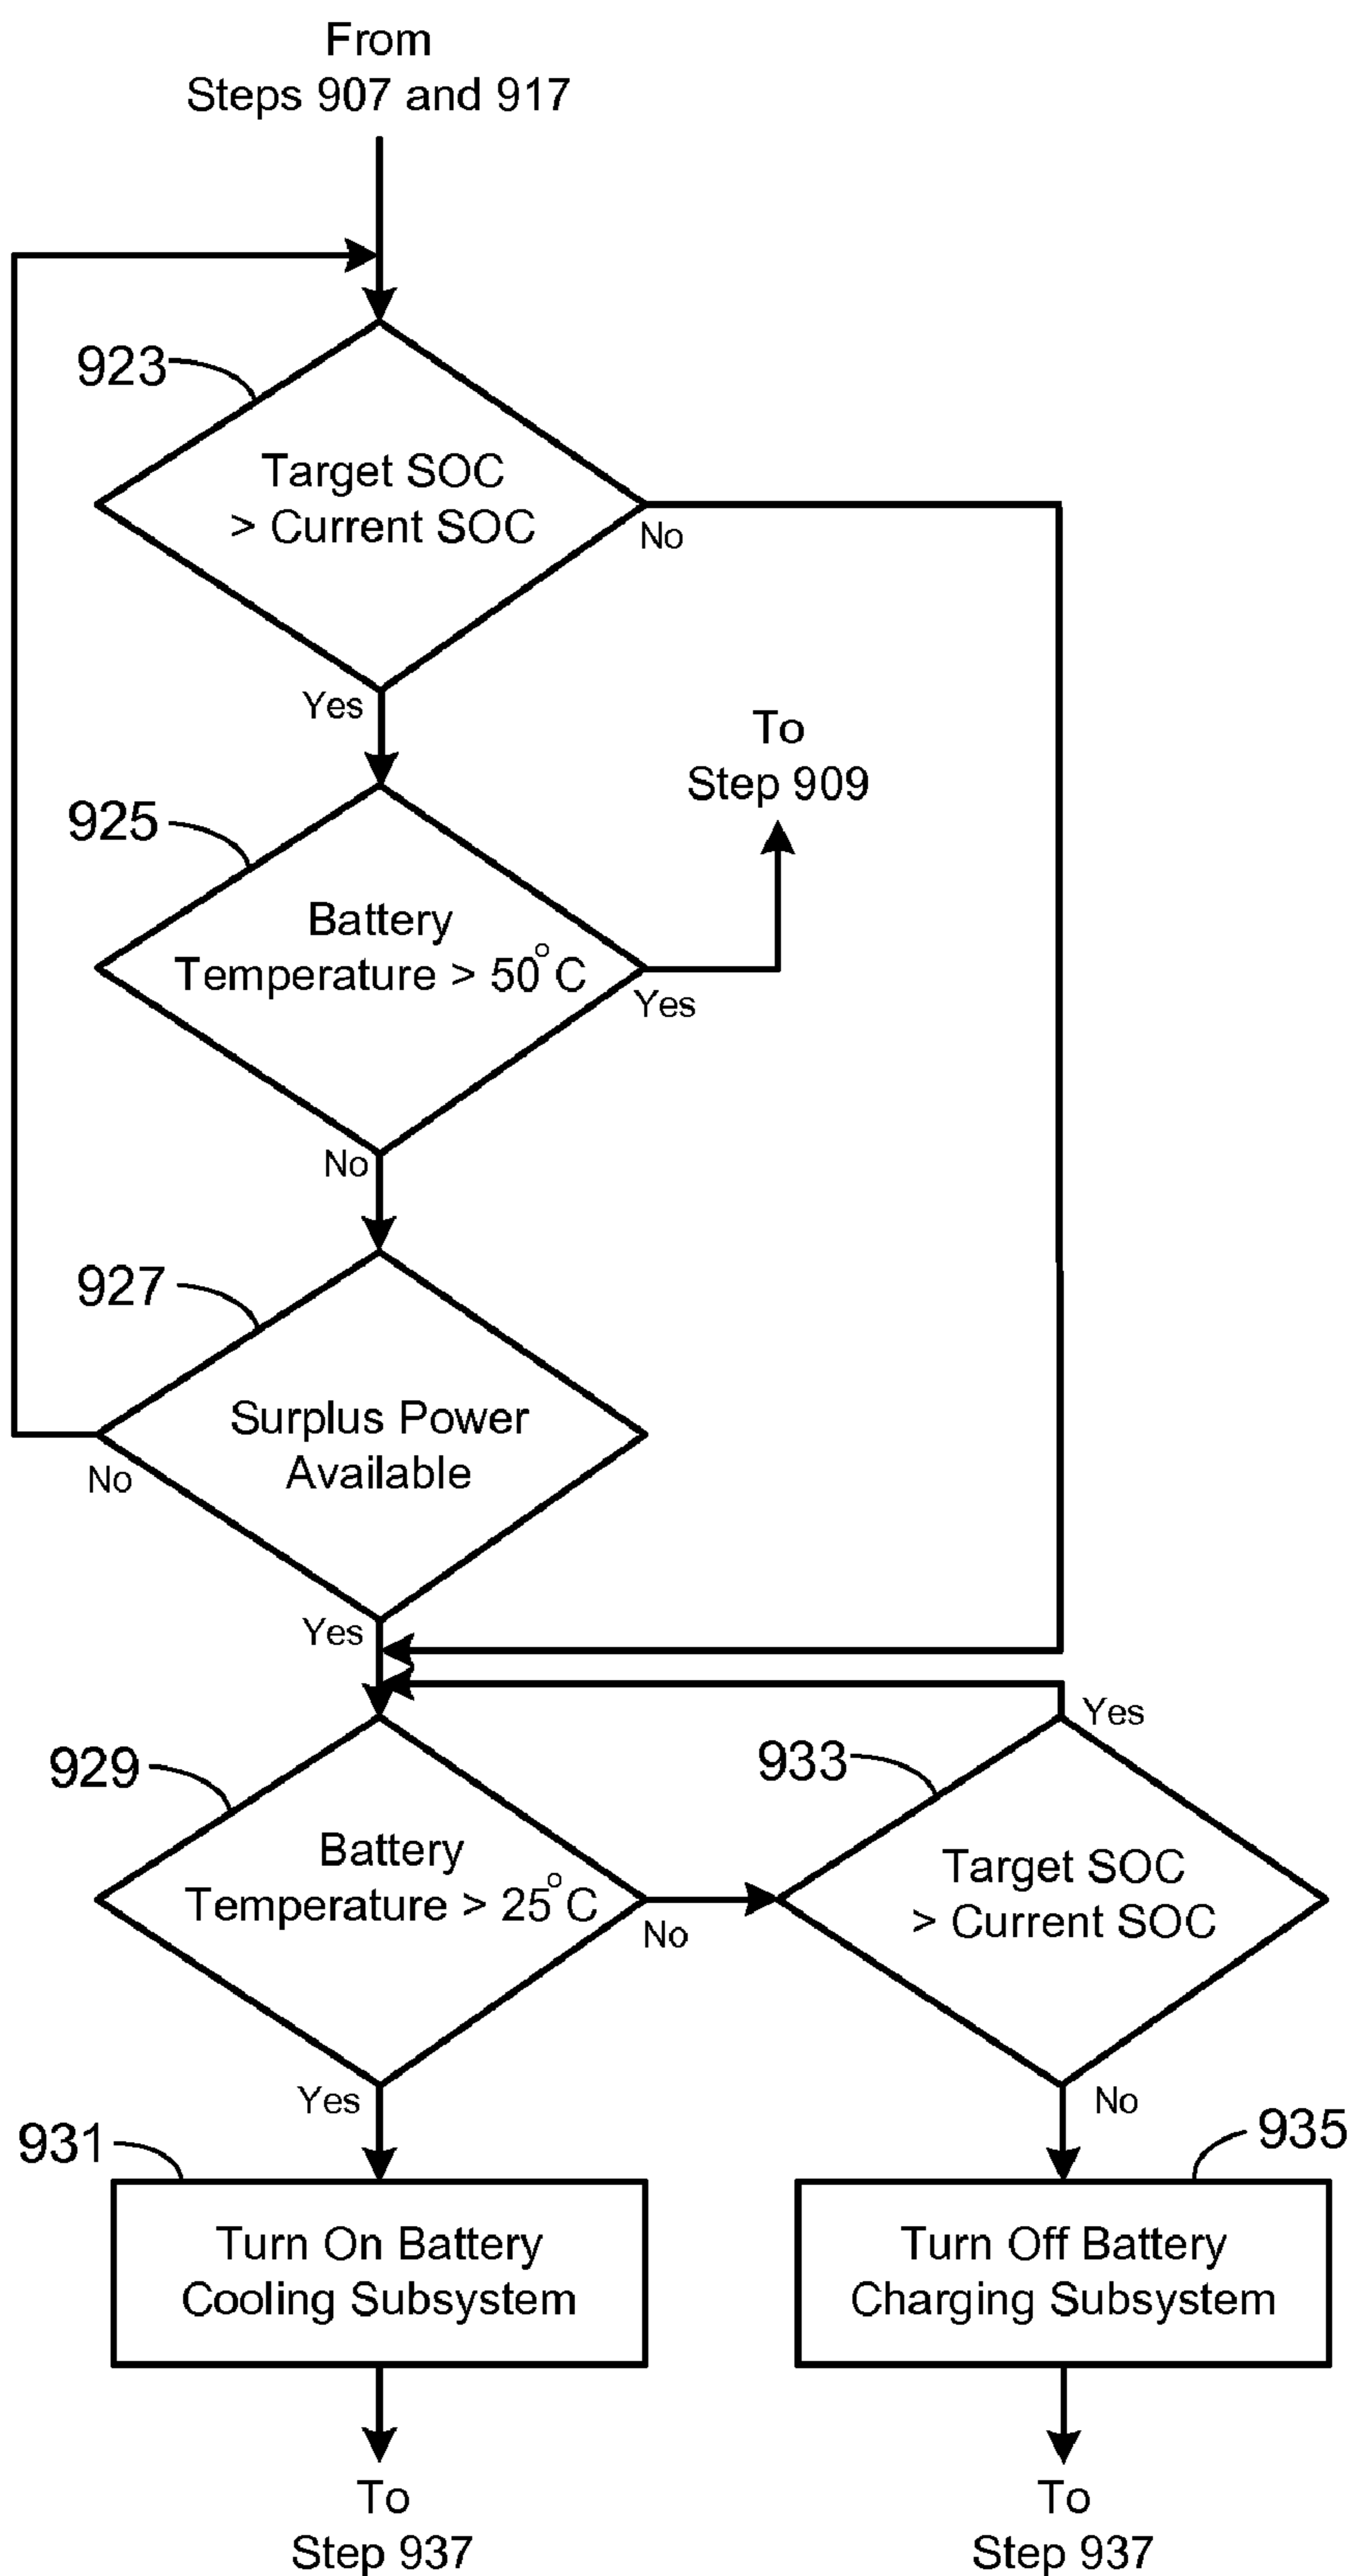 From
Steps 907 and 917
923
Target SOC
> Current SOC
No
Yes
To
Step 909
925
Battery
Temperature > 50°C
Yes
No
927
Surplus Power
Available
No
Yes
929
Battery
Temperature > 25°C
No
Yes
933
Yes
Target SOC
> Current SOC
No
931
Turn On Battery
Cooling Subsystem
935
Turn Off Battery
Charging Subsystem
To
Step 937
To
Step 937